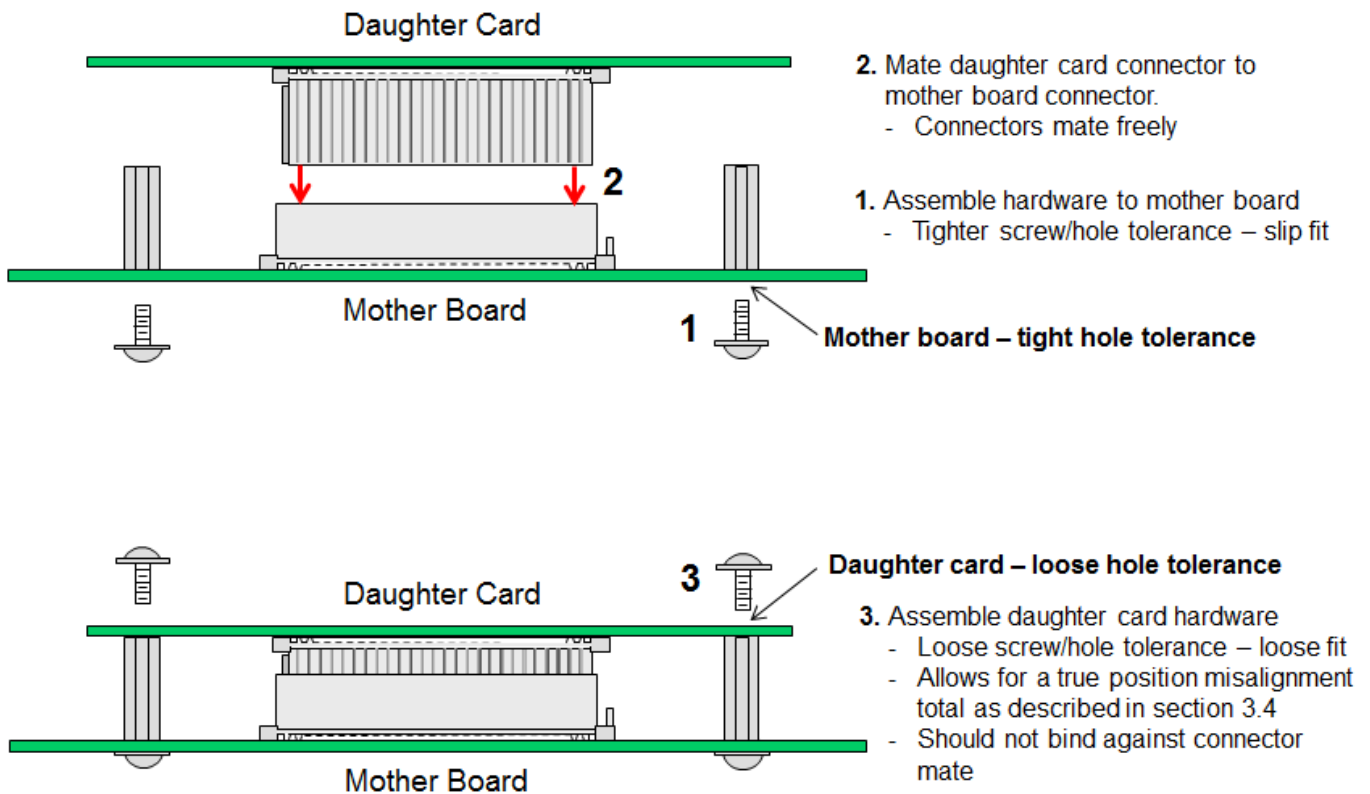 Daughter Card
2. Mate daughter card connector to
mother board connector.
- Connectors mate freely
2
1. Assemble hardware to mother board
- Tighter screw/hole tolerance – slip fit
Mother Board
1
Mother board – tight hole tolerance
Daughter card – loose hole tolerance
3
Daughter Card
3. Assemble daughter card hardware
- Loose screw/hole tolerance – loose fit
- Allows for a true position misalignment
total as described in section 3.4
- Should not bind against connector
mate
Mother Board